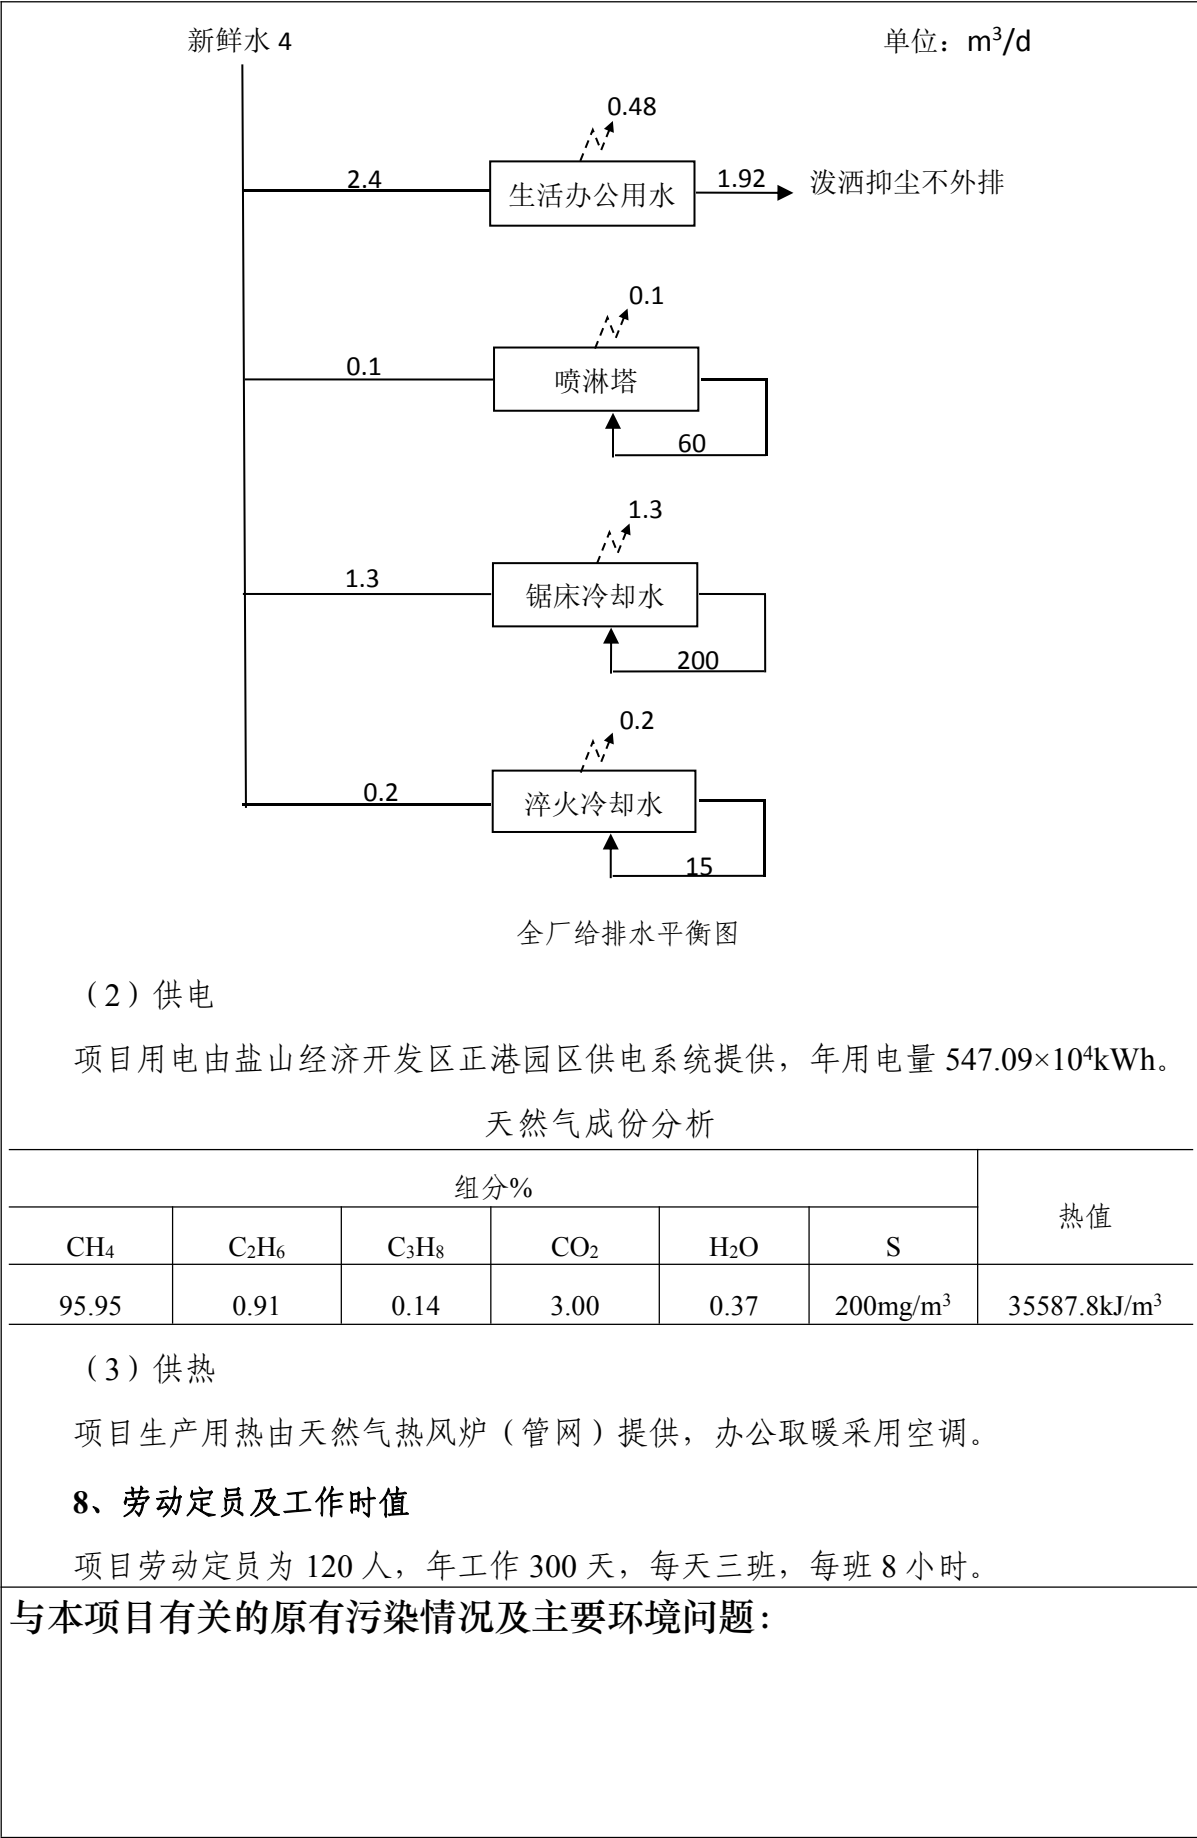 新鲜水 4
单位：m³/d
0.48
2.4
生活办公用水
1.92
泼洒抑尘不外排
0.1
0.1
喷淋塔
60
1.3
1.3
锯床冷却水
200
0.2
0.2
淬火冷却水
15
全厂给排水平衡图
（2）供电
项目用电由盐山经济开发区正港园区供电系统提供，年用电量 547.09×10⁴kWh。
天然气成份分析
组分%
热值
CH₄ C₂H₆ C₃H₈ CO₂ H₂O S
95.95 0.91 0.14 3.00 0.37 200mg/m³ 35587.8kJ/m³
（3）供热
项目生产用热由天然气热风炉（管网）提供，办公取暖采用空调。
8、劳动定员及工作时值
项目劳动定员为 120 人，年工作 300 天，每天三班，每班 8 小时。
与本项目有关的原有污染情况及主要环境问题：